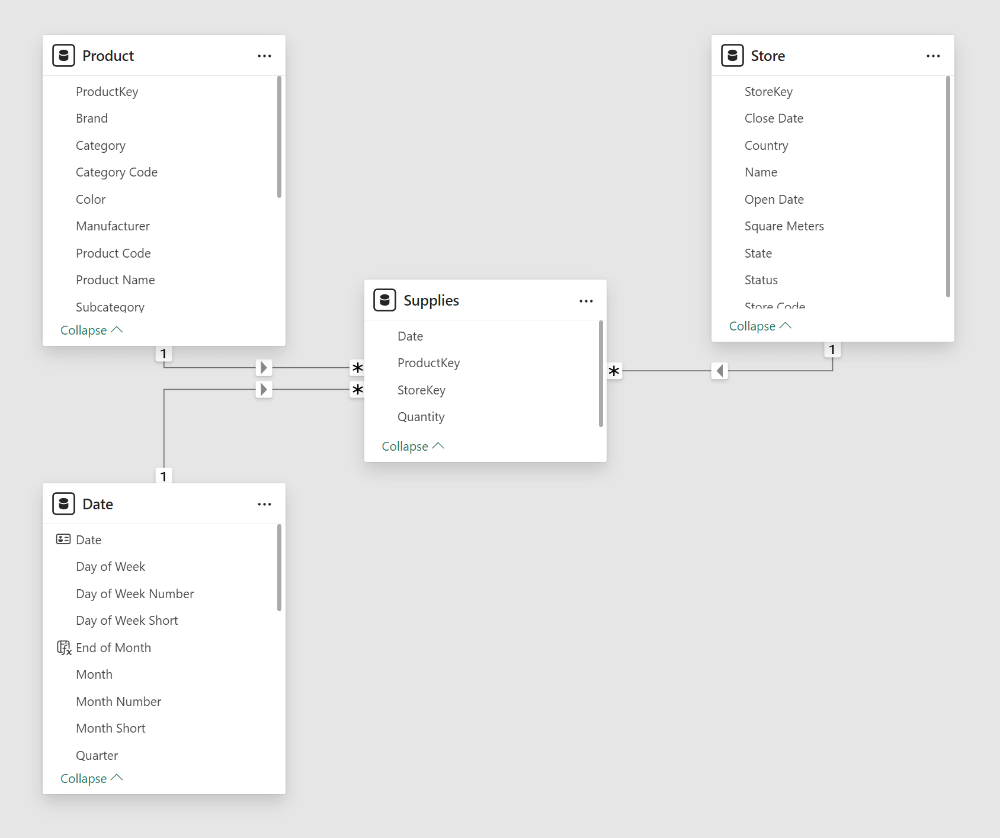 Product
ProductKey
Brand
Category
Category Code
Color
Manufacturer
Product Code
Product Name
Subcategory
Collapse
1
*
Store
StoreKey
Close Date
Country
Name
Open Date
Square Meters
State
Status
Store Code
Collapse
1
*
Supplies
Date
ProductKey
StoreKey
Quantity
Collapse
*
1
Date
Date
Day of Week
Day of Week Number
Day of Week Short
End of Month
Month
Month Number
Month Short
Quarter
Collapse